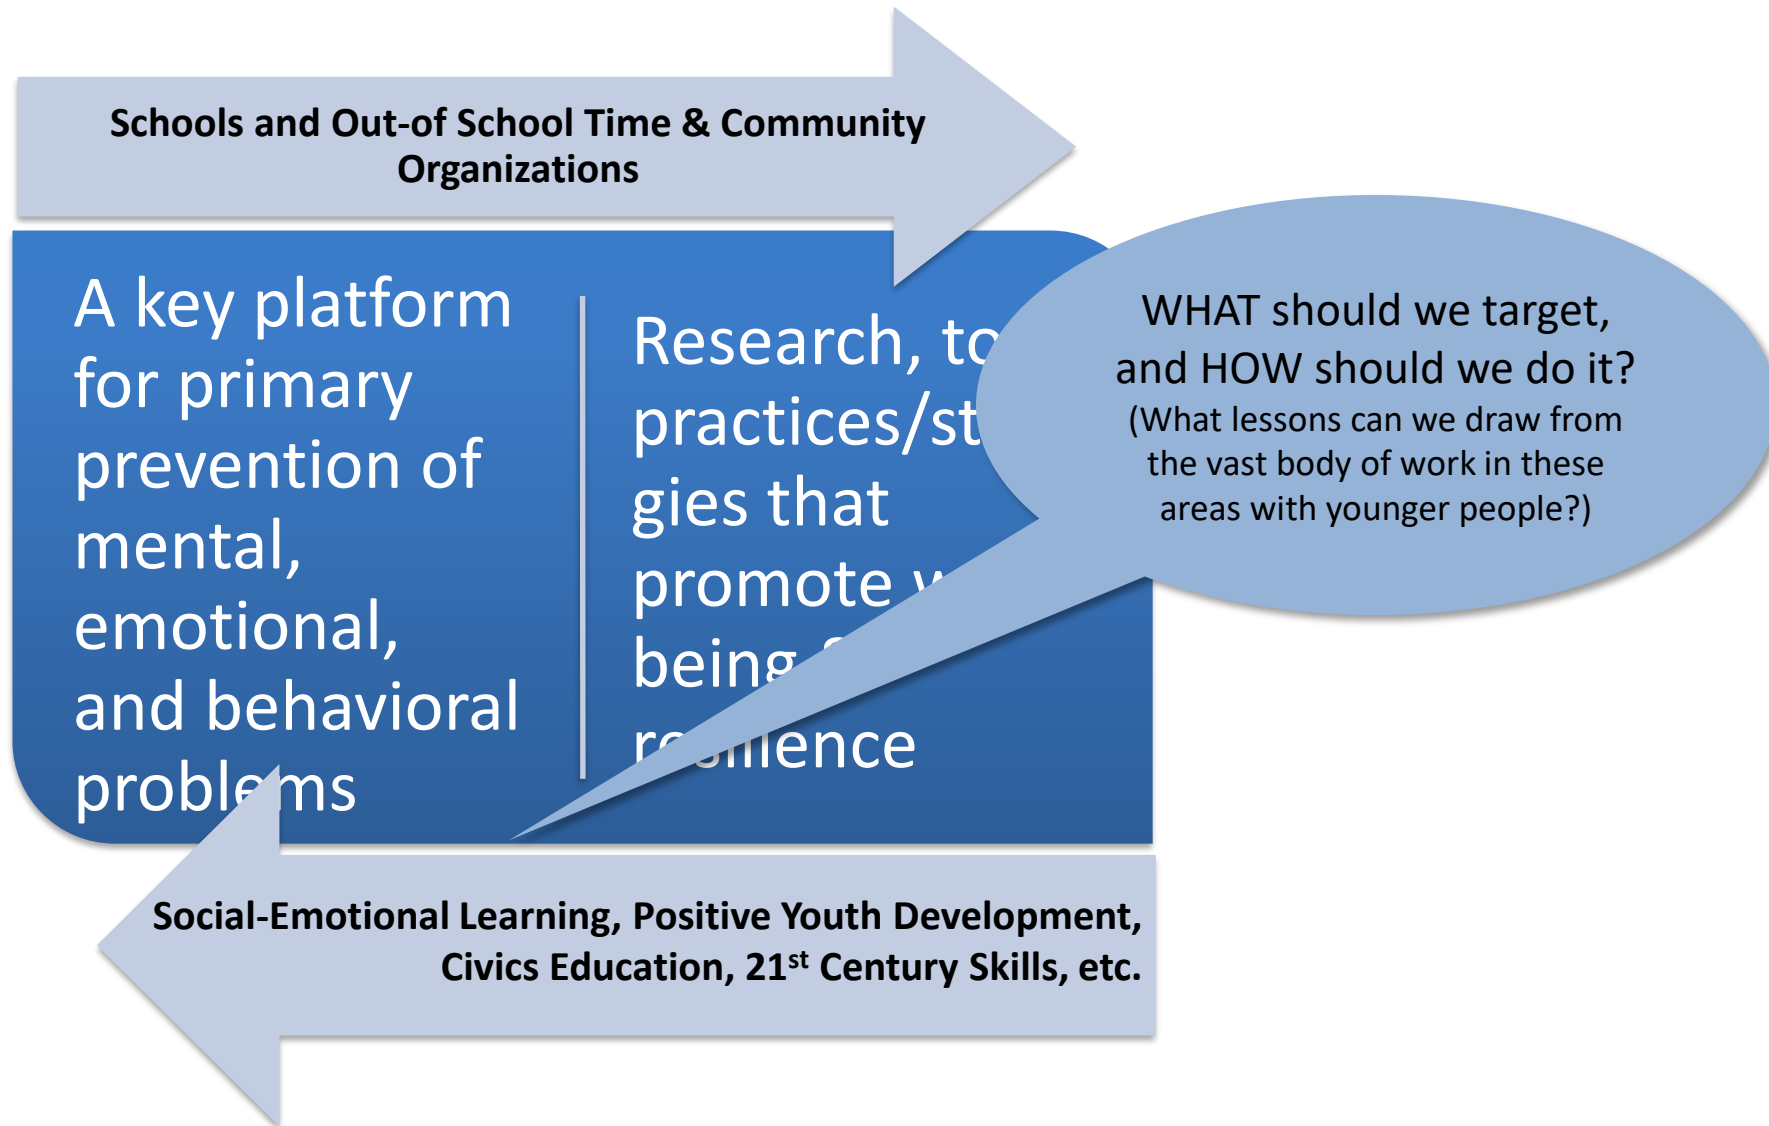 Schools and Out-of School Time & Community
Organizations
A key platform
for primary
prevention of
mental,
emotional,
and behavioral
problems
Research,
gies that
promote
being
resilience
WHAT should we target,
and HOW should we do it?
(What lessons can we draw from
the vast body of work in these
areas with younger people?)
Social-Emotional Learning, Positive Youth Development,
Civics Education, 21st Century Skills, etc.